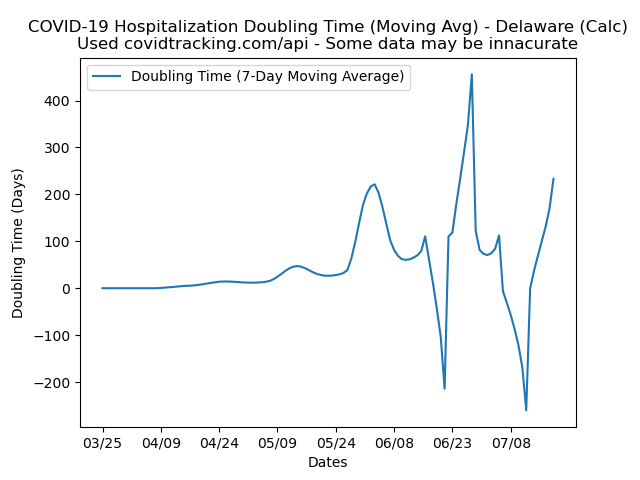 COVID-19 Hospitalization Doubling Time (Moving Avg) - Delaware (Calc)
Used covidtracking.com/api - Some data may be innacurate
Doubling Time (7-Day Moving Average)
400
300
200
100
0
−100
−200
Doubling Time (Days)
03/25 04/09 04/24 05/09 05/24 06/08 06/23 07/08
Dates